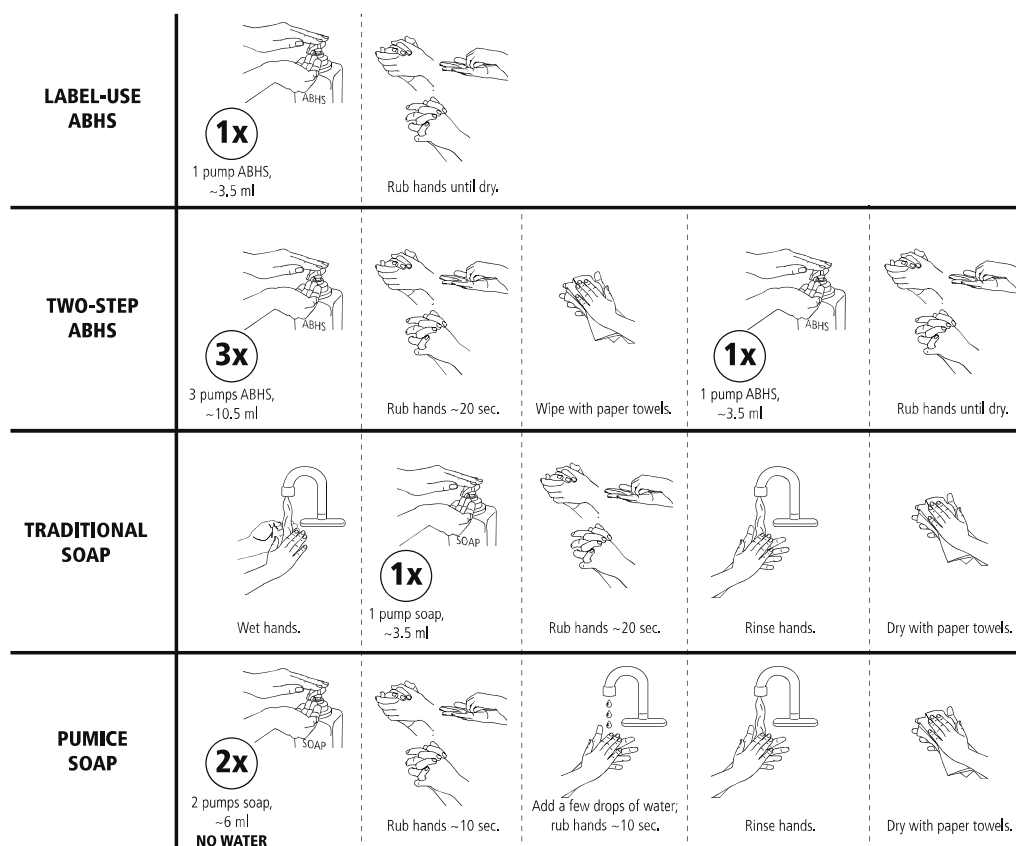 LABEL-USE
ABHS
ABHS
1x
1 pump ABHS,
~3.5 ml
Rub hands until dry.
TWO-STEP
ABHS
ABHS
3x
3 pumps ABHS,
~10.5 ml
Rub hands ~20 sec.
Wipe with paper towels.
ABHS
1x
1 pump ABHS,
~3.5 ml
Rub hands until dry.
TRADITIONAL
SOAP
Wet hands.
SOAP
1x
1 pump soap,
~3.5 ml
Rub hands ~20 sec.
Rinse hands.
Dry with paper towels.
PUMICE
SOAP
SOAP
2x
2 pumps soap,
~6 ml
NO WATER
Rub hands ~10 sec.
Add a few drops of water;
rub hands ~10 sec.
Rinse hands.
Dry with paper towels.